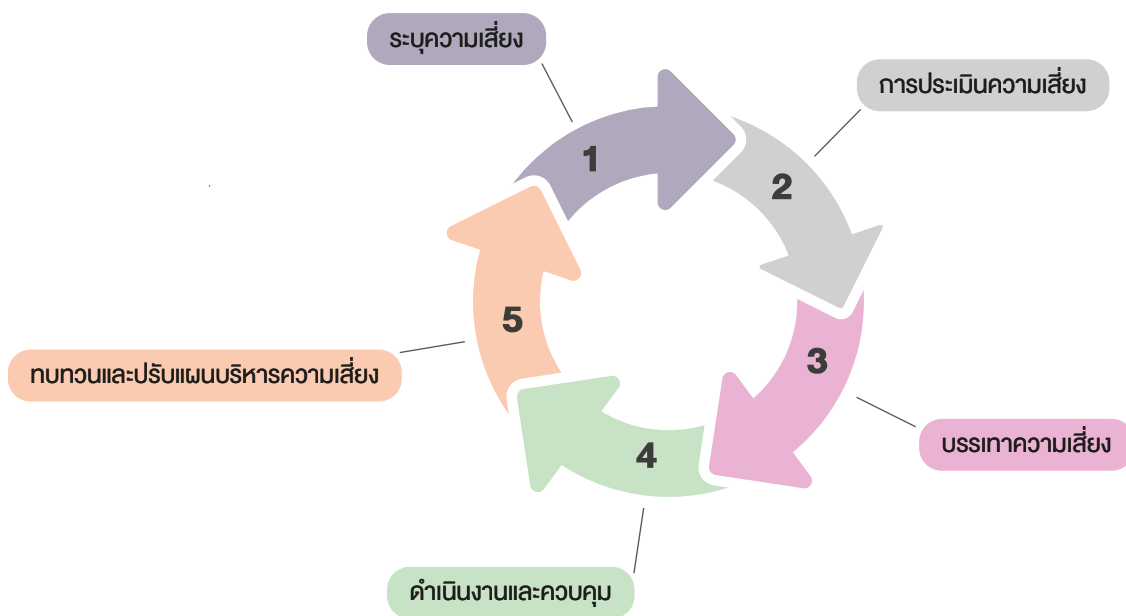 ระบุความเสี่ยง
1
การประเมินความเสี่ยง
2
บรรเทาความเสี่ยง
3
ดำเนินงานและควบคุม
4
ทบทวนและปรับแผนบริหารความเสี่ยง
5